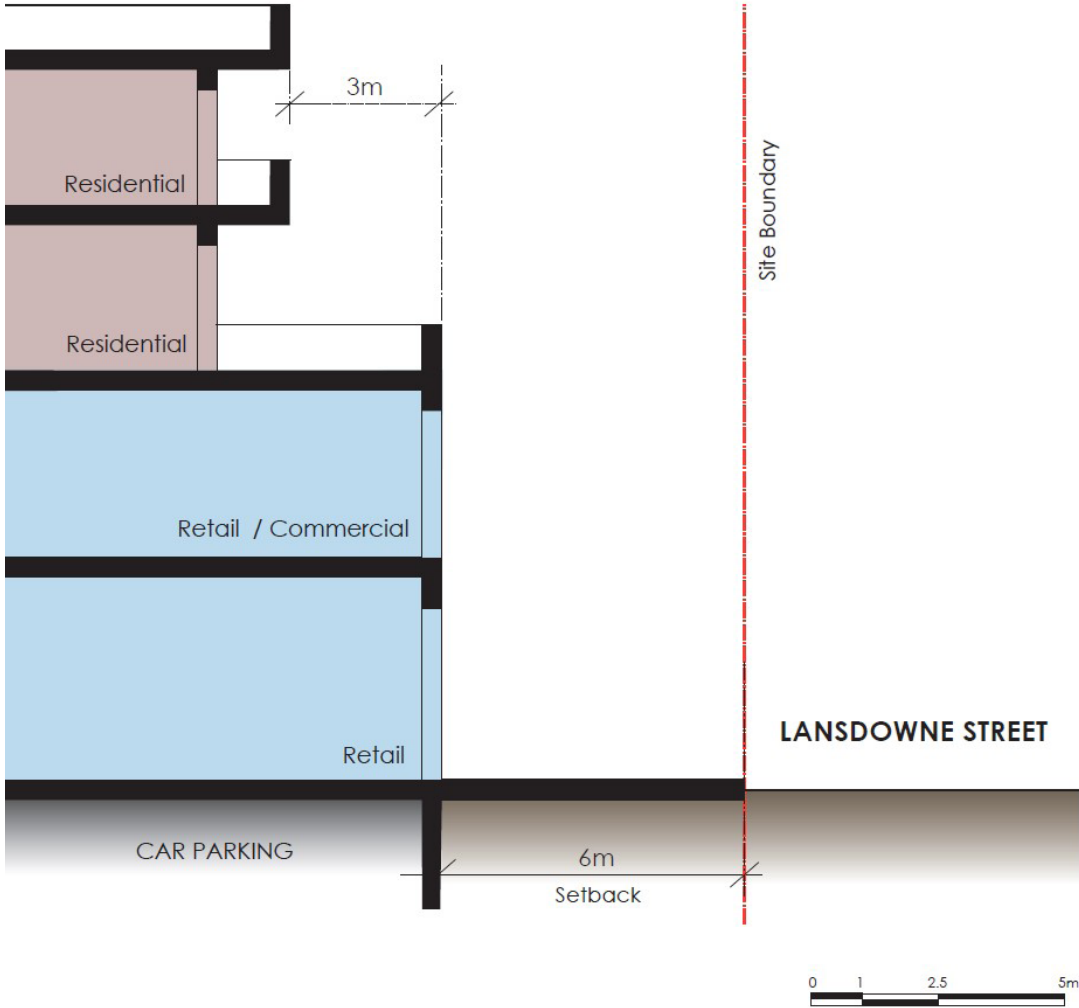 3m
Residential
Site Boundary
Residential
Retail / Commercial
LANSDOWNE STREET
Retail
CAR PARKING
6m
Setback
0 1 2.5 5m